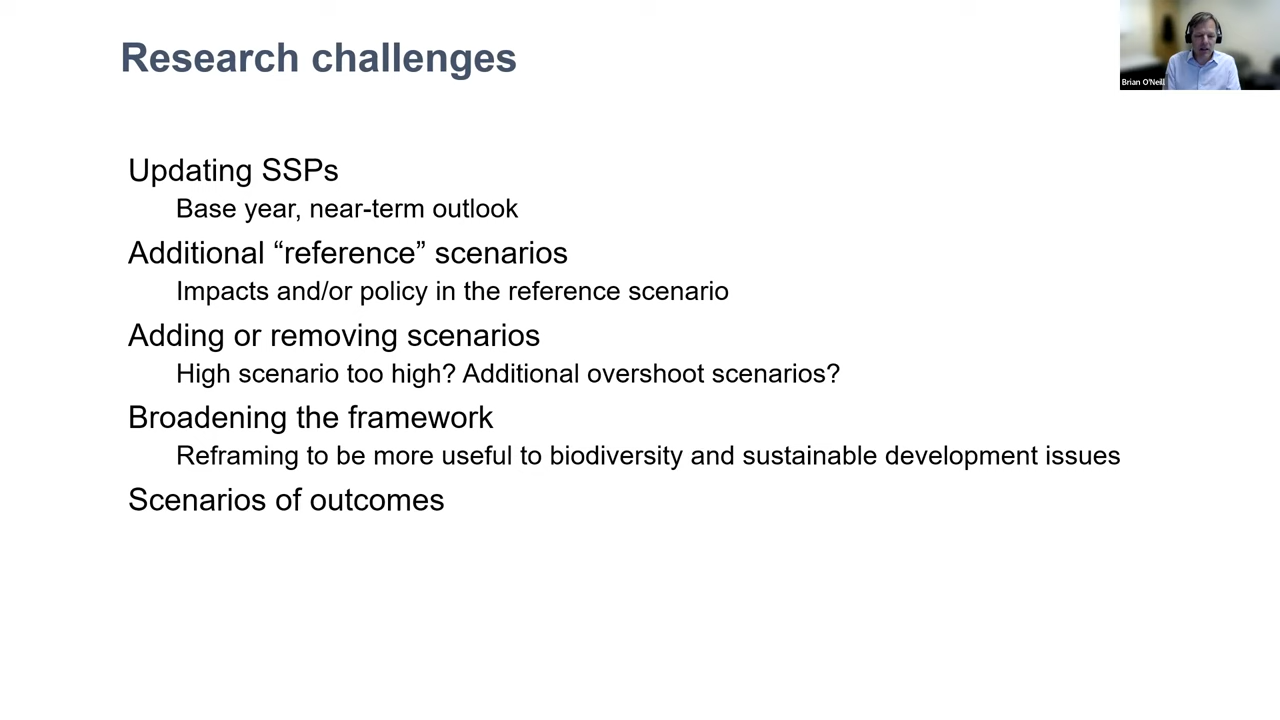 Research challenges
Brian O'Neill
Updating SSPs
Base year, near-term outlook
Additional “reference” scenarios
Impacts and/or policy in the reference scenario
Adding or removing scenarios
High scenario too high? Additional overshoot scenarios?
Broadening the framework
Reframing to be more useful to biodiversity and sustainable development issues
Scenarios of outcomes